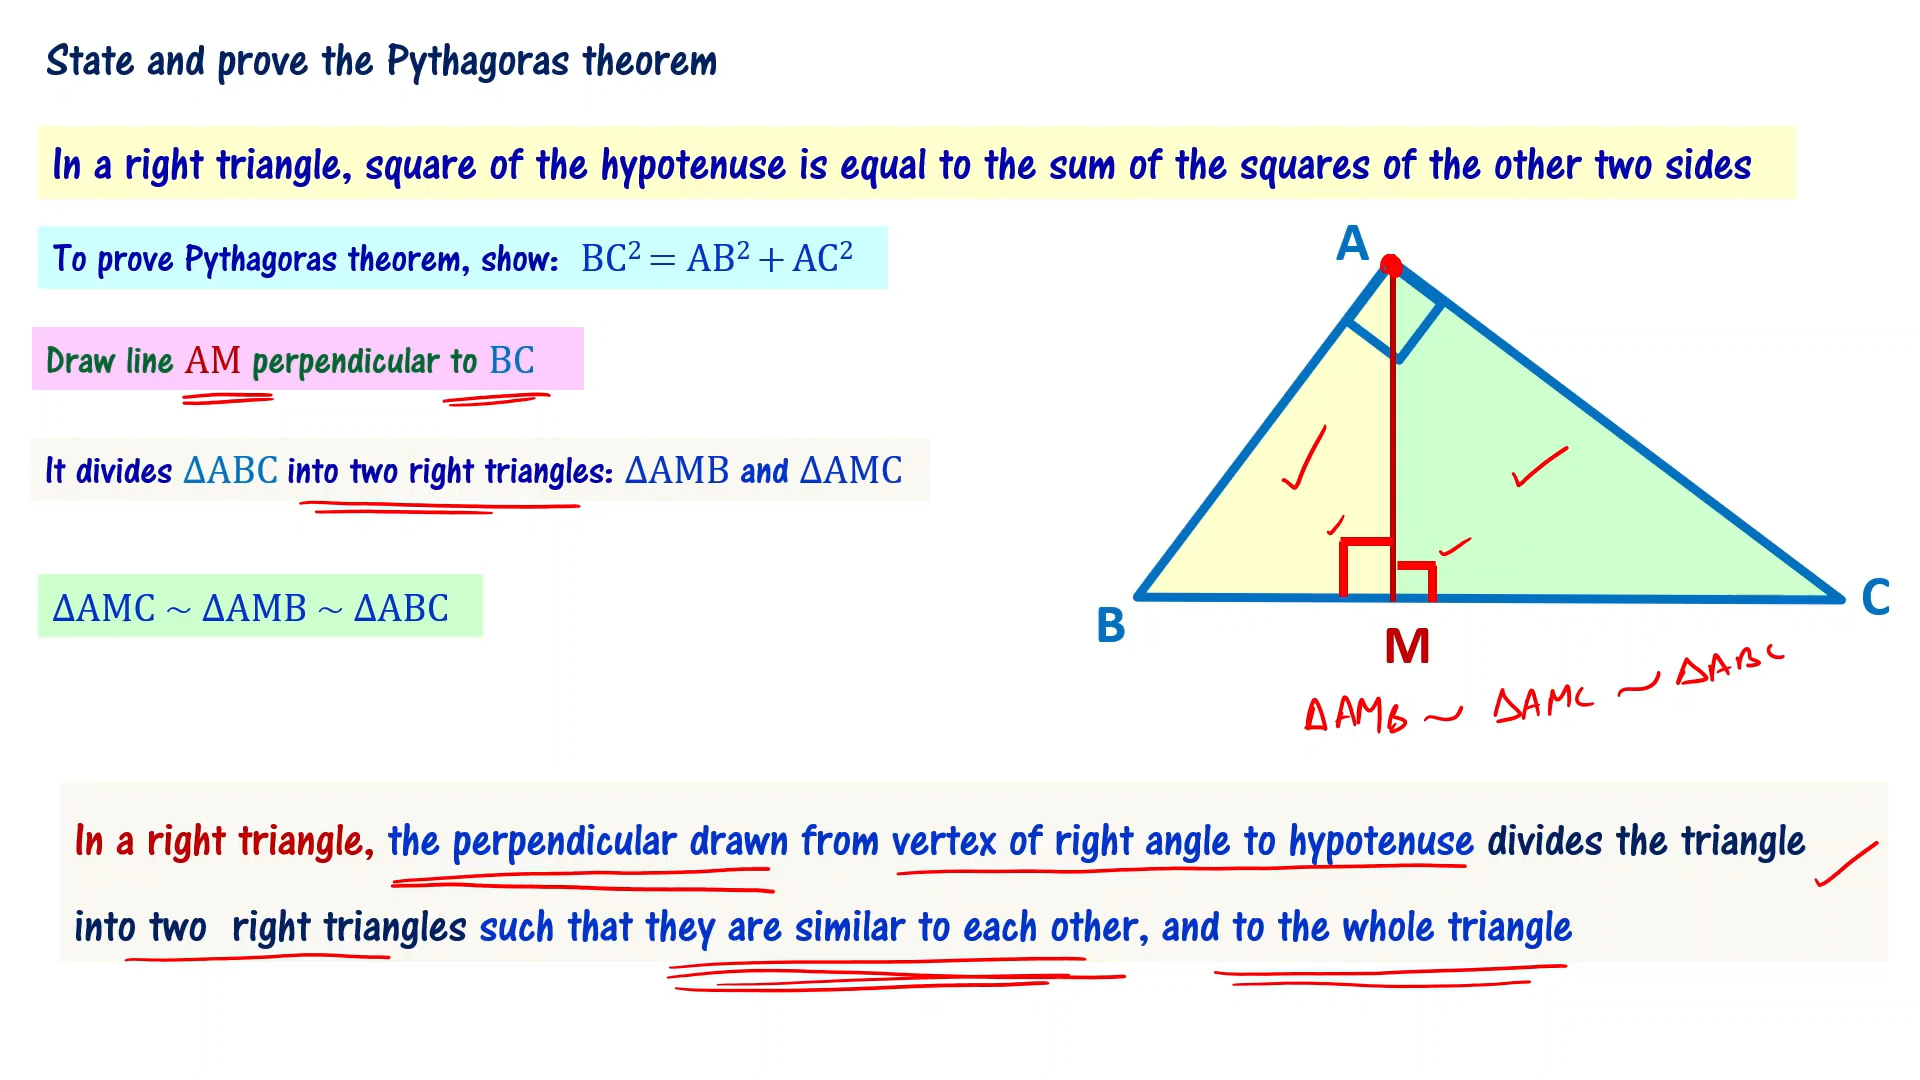 State and prove the Pythagoras theorem
In a right triangle, square of the hypotenuse is equal to the sum of the squares of the other two sides
To prove Pythagoras theorem, show: BC² = AB² + AC²
A
Draw line AM perpendicular to BC
It divides ΔABC into two right triangles: ΔAMB and ΔAMC
ΔAMC ~ ΔAMB ~ ΔABC
B
C
M
ΔAMB ~ ΔAMC ~ ΔABC
In a right triangle, the perpendicular drawn from vertex of right angle to hypotenuse divides the triangle
into two right triangles such that they are similar to each other, and to the whole triangle